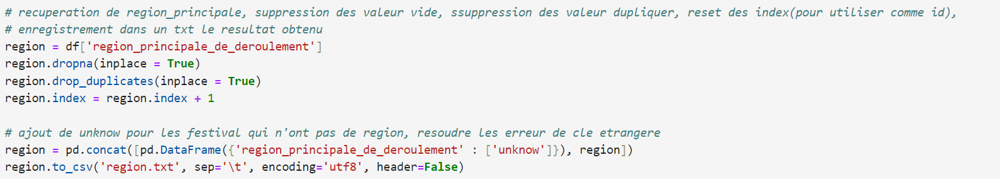 # recuperation de region_principale, suppression des valeur vide, ssuppression des valeur dupliquer, reset des index(pour utiliser comme id),
# enregistrement dans un txt le resultat obtenu
region = df['region_principale_de_deroulement']
region.dropna(inplace = True)
region.drop_duplicates(inplace = True)
region.index = region.index + 1
# ajout de unknow pour les festival qui n'ont pas de region, resoudre les erreur de cle etrangere
region = pd.concat([pd.DataFrame({'region_principale_de_deroulement' : ['unknow']}), region])
region.to_csv('region.txt', sep='\t', encoding='utf8', header=False)